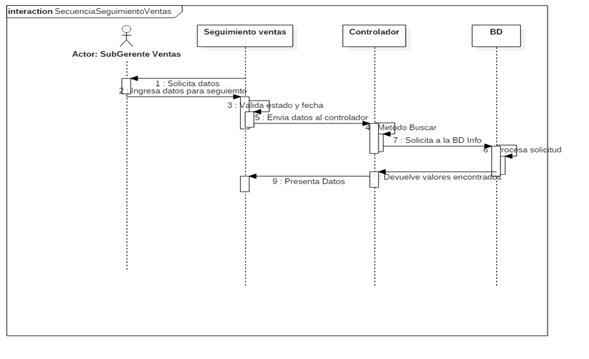 interaction SecuenciaSeguimientoVentas
Seguimiento ventas
Controlador
BD
Actor: SubGerente Ventas
1 : Solicita datos
2 : Ingresa datos para seguiemto
3 : Valida estado y fecha
5 : Envia datos al controlador
4 : Metodo Buscar
7 : Solicita a la BD Info
6 : Procesa solicitud
: Devuelve valores encontrados
9 : Presenta Datos